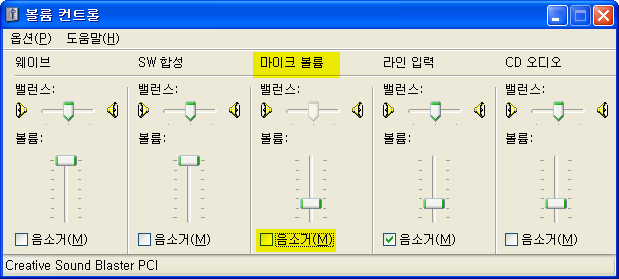 볼륨 컨트롤
옵션(P) 도움말(H)
웨이브 SW 합성 마이크 볼륨 라인 입력 CD 오디오
밸런스: 밸런스: 밸런스: 밸런스: 밸런스:
볼륨: 볼륨: 볼륨: 볼륨: 볼륨:
음소거(M) 음소거(M) 음소거(M) 음소거(M) 음소거(M)
Creative Sound Blaster PCI